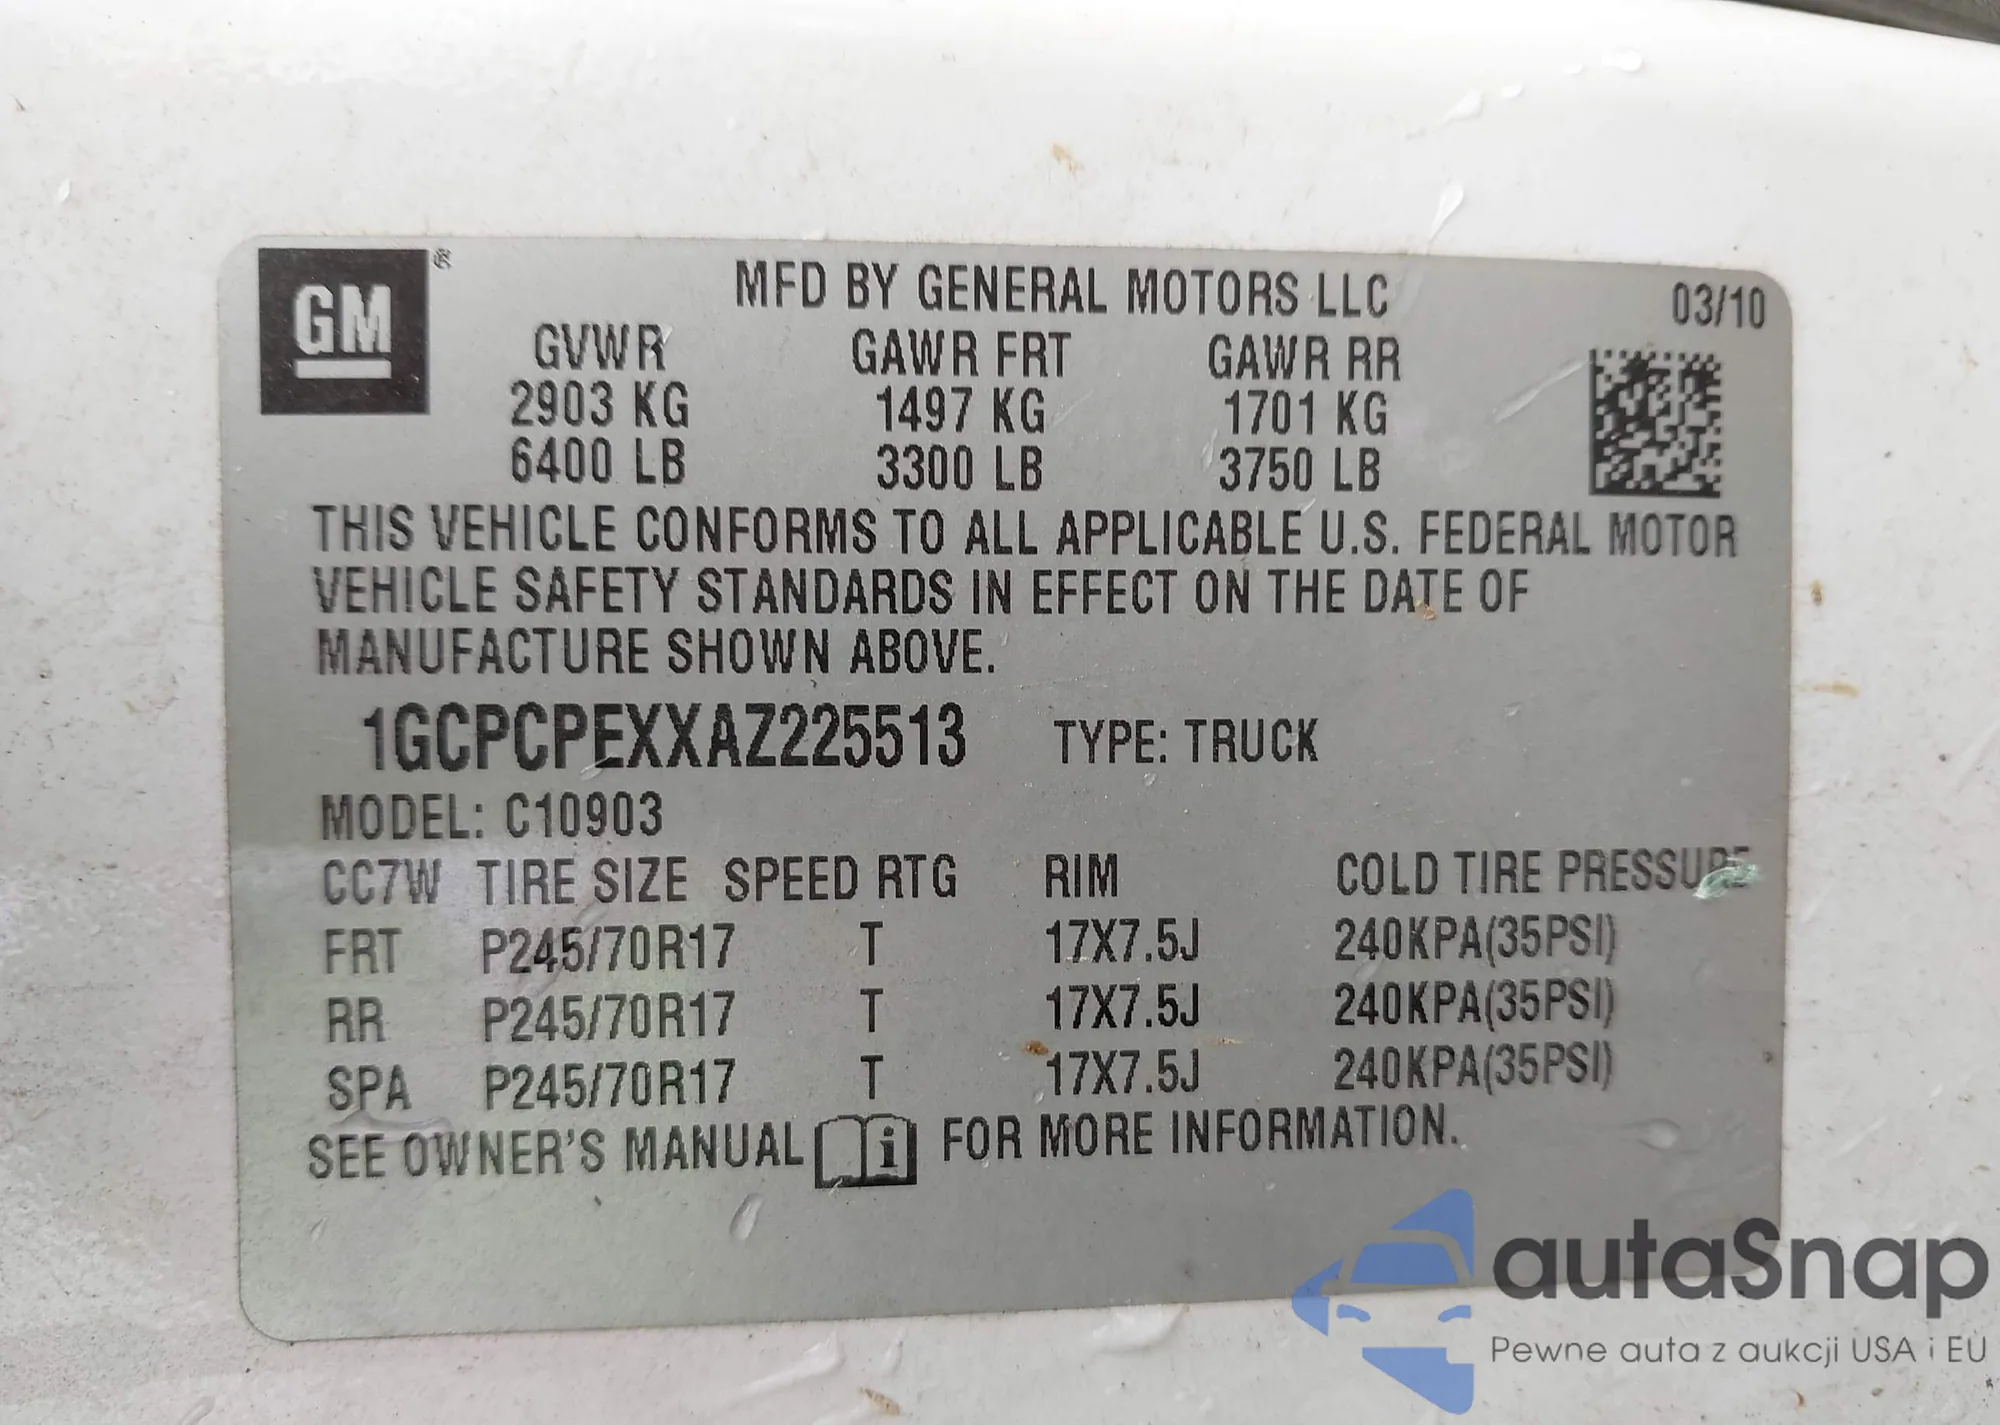 GM ®
MFD BY GENERAL MOTORS LLC 03/10
GVWR GAWR FRT GAWR RR
2903 KG 1497 KG 1701 KG
6400 LB 3300 LB 3750 LB
THIS VEHICLE CONFORMS TO ALL APPLICABLE U.S. FEDERAL MOTOR
VEHICLE SAFETY STANDARDS IN EFFECT ON THE DATE OF
MANUFACTURE SHOWN ABOVE.
1GCPCPEXXAZ225513 TYPE: TRUCK
MODEL: C10903
CC7W TIRE SIZE SPEED RTG RIM COLD TIRE PRESSURE
FRT P245/70R17 T 17X7.5J 240KPA(35PSI)
RR P245/70R17 T 17X7.5J 240KPA(35PSI)
SPA P245/70R17 T 17X7.5J 240KPA(35PSI)
SEE OWNER'S MANUAL i FOR MORE INFORMATION.
autaSnap
Pewne auta z aukcji USA i EU